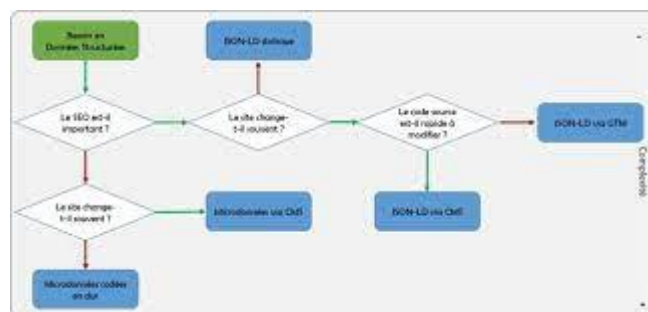 Besoin en
Données Structurées
JSON-LD statique
Le SEO est-il
important ?
Le site change-
t-il souvent ?
Le code source
est-il rapide à
modifier ?
JSON-LD via GTM
Complexité
Le site change-
t-il souvent ?
Microdonnées via CMS
JSON-LD via CMS
Microdonnées codées
en dur